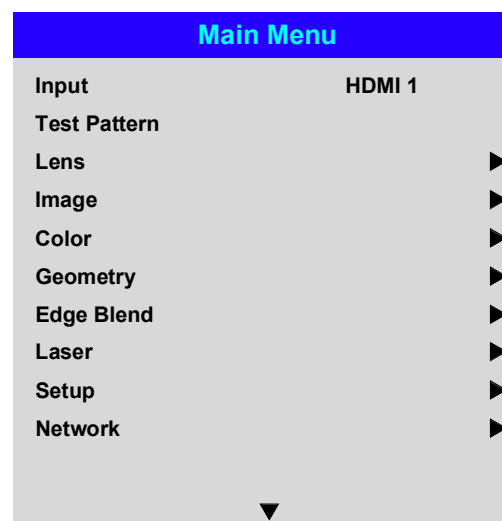 Main Menu
Input HDMI 1
Test Pattern
Lens
Image
Color
Geometry
Edge Blend
Laser
Setup
Network